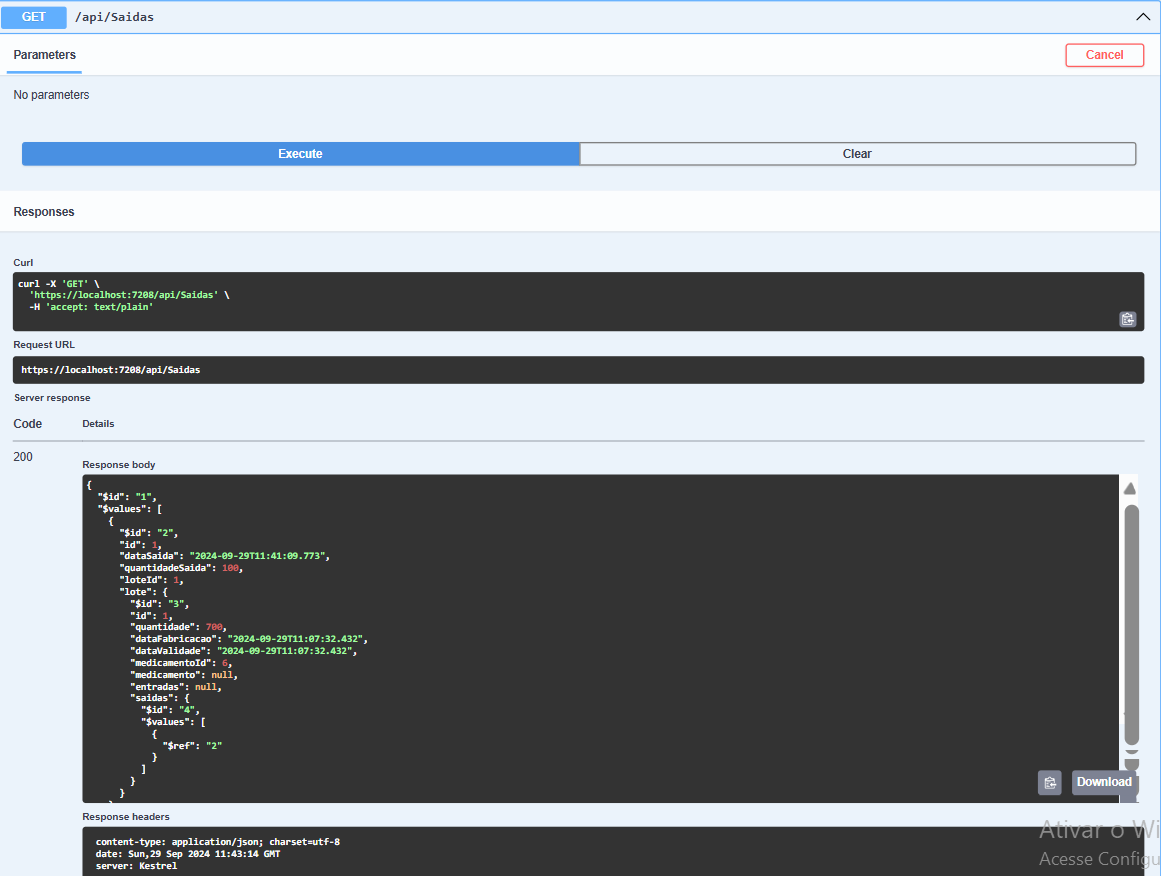 GET /api/Saidas
Parameters
Cancel
No parameters
Execute
Clear
Responses
Curl
curl -X 'GET' \
  'https://localhost:7208/api/Saidas' \
  -H 'accept: text/plain'
Request URL
https://localhost:7208/api/Saidas
Server response
Code Details
200
Response body
{
  "$id": "1",
  "$values": [
    {
      "$id": "2",
      "id": 1,
      "dataSaida": "2024-09-29T11:41:09.773",
      "quantidadeSaida": 100,
      "loteId": 1,
      "lote": {
        "$id": "3",
        "id": 1,
        "quantidade": 700,
        "dataFabricacao": "2024-09-29T11:07:32.432",
        "dataValidade": "2024-09-29T11:07:32.432",
        "medicamentoId": 6,
        "medicamento": null,
        "entradas": null,
        "saidas": {
          "$id": "4",
          "$values": [
            {
              "$ref": "2"
            }
          ]
        }
      }
Download
Response headers
content-type: application/json; charset=utf-8
date: Sun,29 Sep 2024 11:43:14 GMT
server: Kestrel
Ativar o Wi
Acesse Configu